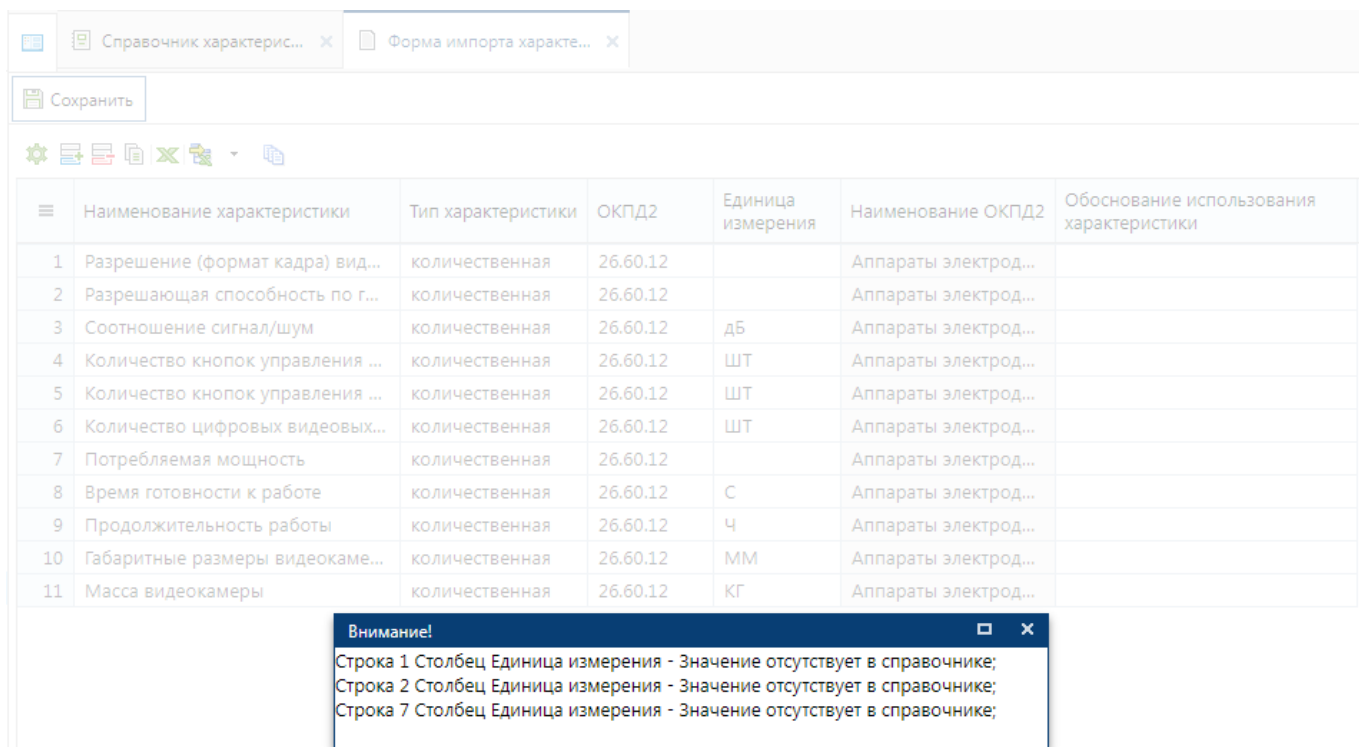 Справочник характерис...
Форма импорта характе...
Сохранить
Наименование характеристики Тип характеристики ОКПД2 Единица измерения Наименование ОКПД2 Обоснование использования характеристики
1 Разрешение (формат кадра) вид... количественная 26.60.12 Аппараты электрод...
2 Разрешающая способность по г... количественная 26.60.12 Аппараты электрод...
3 Соотношение сигнал/шум количественная 26.60.12 дБ Аппараты электрод...
4 Количество кнопок управления ... количественная 26.60.12 ШТ Аппараты электрод...
5 Количество кнопок управления ... количественная 26.60.12 ШТ Аппараты электрод...
6 Количество цифровых видеовых... количественная 26.60.12 ШТ Аппараты электрод...
7 Потребляемая мощность количественная 26.60.12 Аппараты электрод...
8 Время готовности к работе количественная 26.60.12 С Аппараты электрод...
9 Продолжительность работы количественная 26.60.12 Ч Аппараты электрод...
10 Габаритные размеры видеокаме... количественная 26.60.12 ММ Аппараты электрод...
11 Масса видеокамеры количественная 26.60.12 КГ Аппараты электрод...
Внимание!
Строка 1 Столбец Единица измерения - Значение отсутствует в справочнике;
Строка 2 Столбец Единица измерения - Значение отсутствует в справочнике;
Строка 7 Столбец Единица измерения - Значение отсутствует в справочнике;